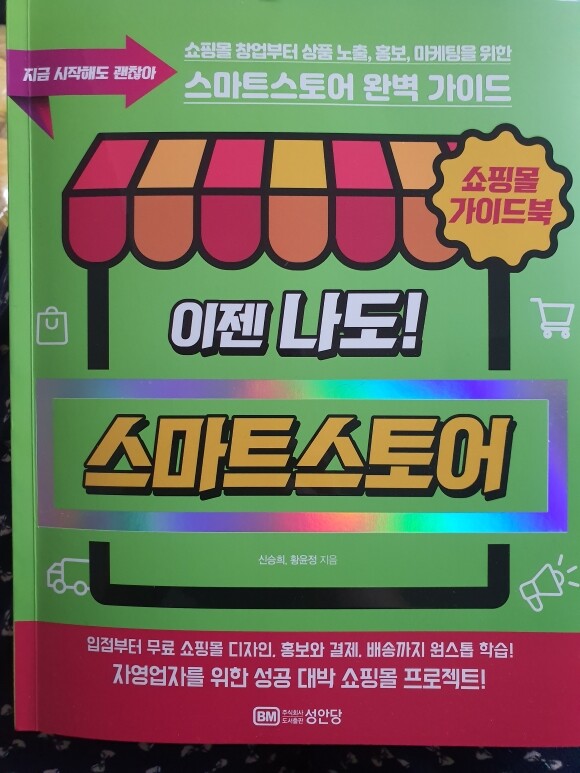 지금 시작해도 괜찮아
쇼핑몰 창업부터 상품 노출, 홍보, 마케팅을 위한
스마트스토어 완벽 가이드
쇼핑몰
가이드북
이젠 나도!
스마트스토어
신승희, 황윤정 지음
입점부터 무료 쇼핑몰 디자인, 홍보와 결제, 배송까지 원스톱 학습!
자영업자를 위한 성공 대박 쇼핑몰 프로젝트!
BM 주식회사 도서출판 성안당